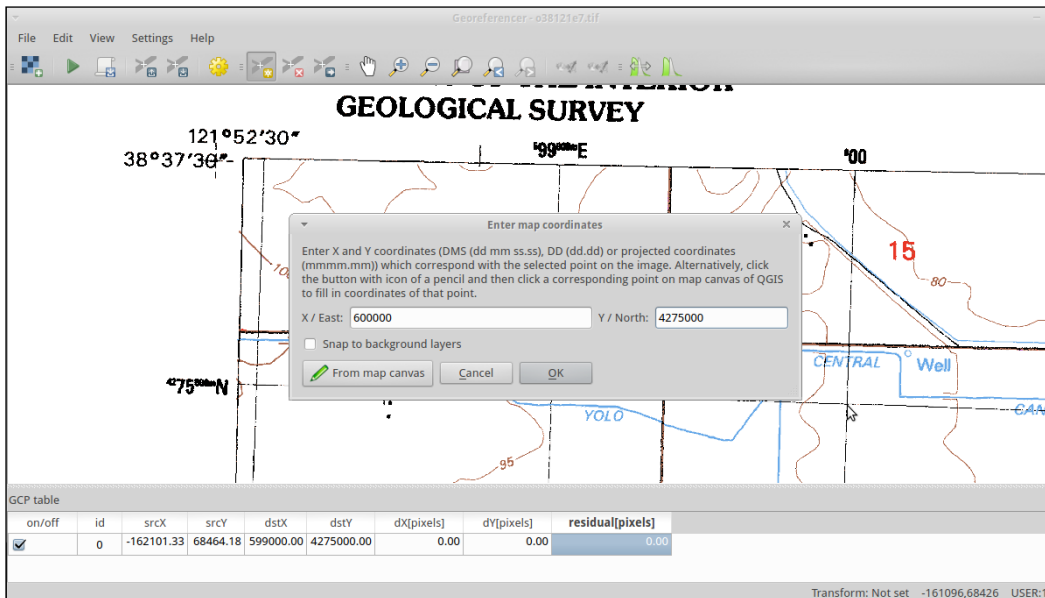 Georeferencer - o38121e7.tif
File Edit View Settings Help
GEOLOGICAL SURVEY
121°52'30"
38°37'30"
⁵99⁰⁰⁰ᵐE
⁶00
Enter map coordinates
Enter X and Y coordinates (DMS (dd mm ss.ss), DD (dd.dd) or projected coordinates
(mmmm.mm)) which correspond with the selected point on the image. Alternatively, click
the button with icon of a pencil and then click a corresponding point on map canvas of QGIS
to fill in coordinates of that point.
X / East: 600000 Y / North: 4275000
Snap to background layers
From map canvas Cancel OK
15
80
CENTRAL
Well
⁴²75⁰⁰⁰ᵐN
YOLO
CAN
95
GCP table
on/off id srcX srcY dstX dstY dX[pixels] dY[pixels] residual[pixels]
0 -162101.33 68464.18 599000.00 4275000.00 0.00 0.00 0.00
Transform: Not set -161096,68426 USER:1